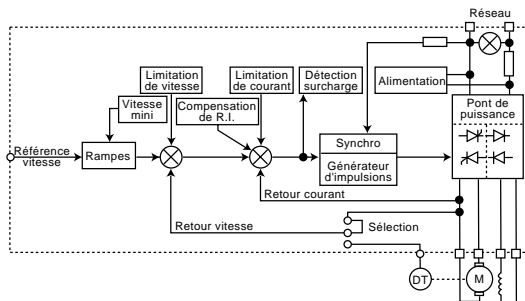 Réseau
Limitation
de vitesse
Limitation
de courant
Détection
surcharge
Alimentation
Vitesse
mini
Compensation
de R.I.
Pont de
puissance
Référence
vitesse
Rampes
Synchro
Générateur
d'impulsions
Retour courant
Retour vitesse
Sélection
DT
M